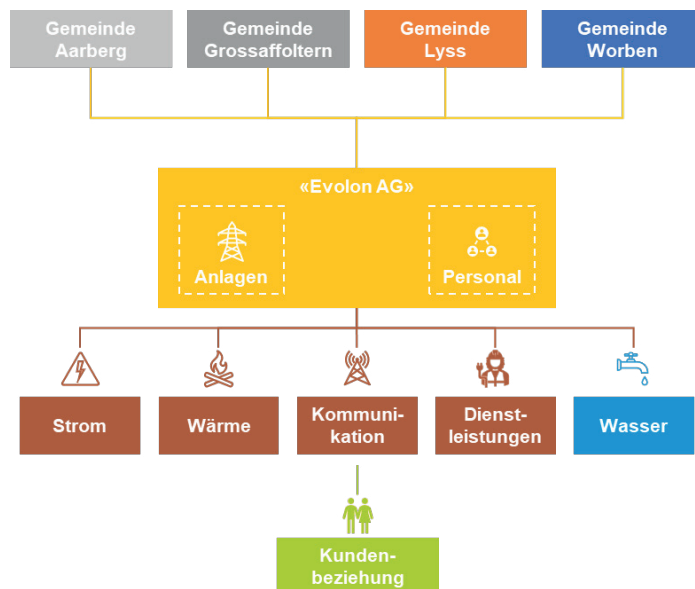 Gemeinde
Aarberg
Gemeinde
Grossaffoltern
Gemeinde
Lyss
Gemeinde
Worben
«Evolon AG»
Anlagen
Personal
Strom
Wärme
Kommuni-
kation
Dienst-
leistungen
Wasser
Kunden-
beziehung